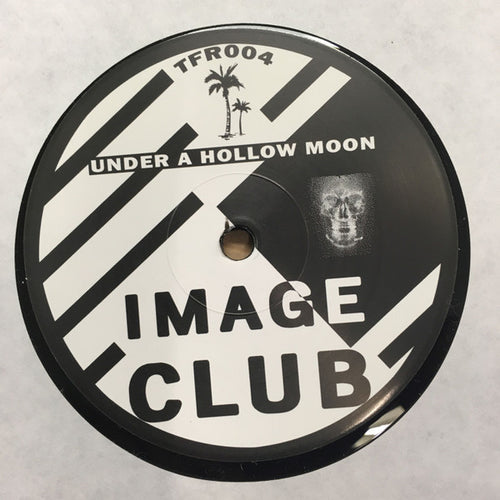 TFR004
UNDER A HOLLOW MOON
IMAGE
CLUB